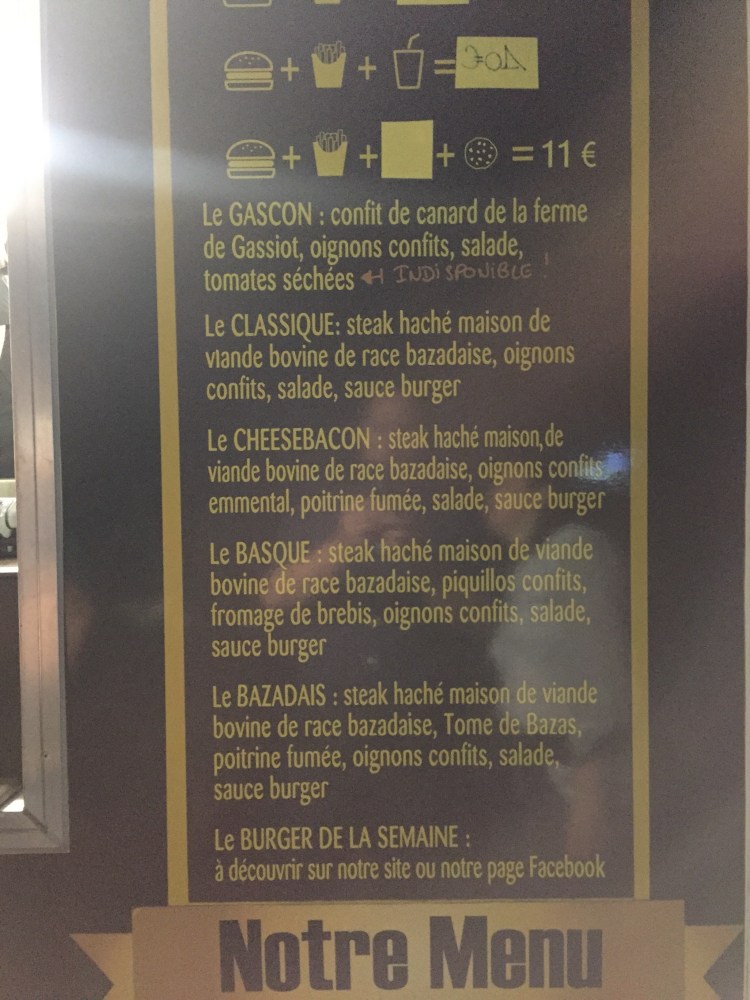 + + =
+ + + = 11 €
Le GASCON : confit de canard de la ferme
de Gassiot, oignons confits, salade,
tomates séchées ← INDISPONIBLE !
Le CLASSIQUE: steak haché maison de
viande bovine de race bazadaise, oignons
confits, salade, sauce burger
Le CHEESEBACON : steak haché maison, de
viande bovine de race bazadaise, oignons confits
emmental, poitrine fumée, salade, sauce burger
Le BASQUE : steak haché maison de viande
bovine de race bazadaise, piquillos confits,
fromage de brebis, oignons confits, salade,
sauce burger
Le BAZADAIS : steak haché maison de viande
bovine de race bazadaise, Tome de Bazas,
poitrine fumée, oignons confits, salade,
sauce burger
Le BURGER DE LA SEMAINE :
à découvrir sur notre site ou notre page Facebook
Notre Menu